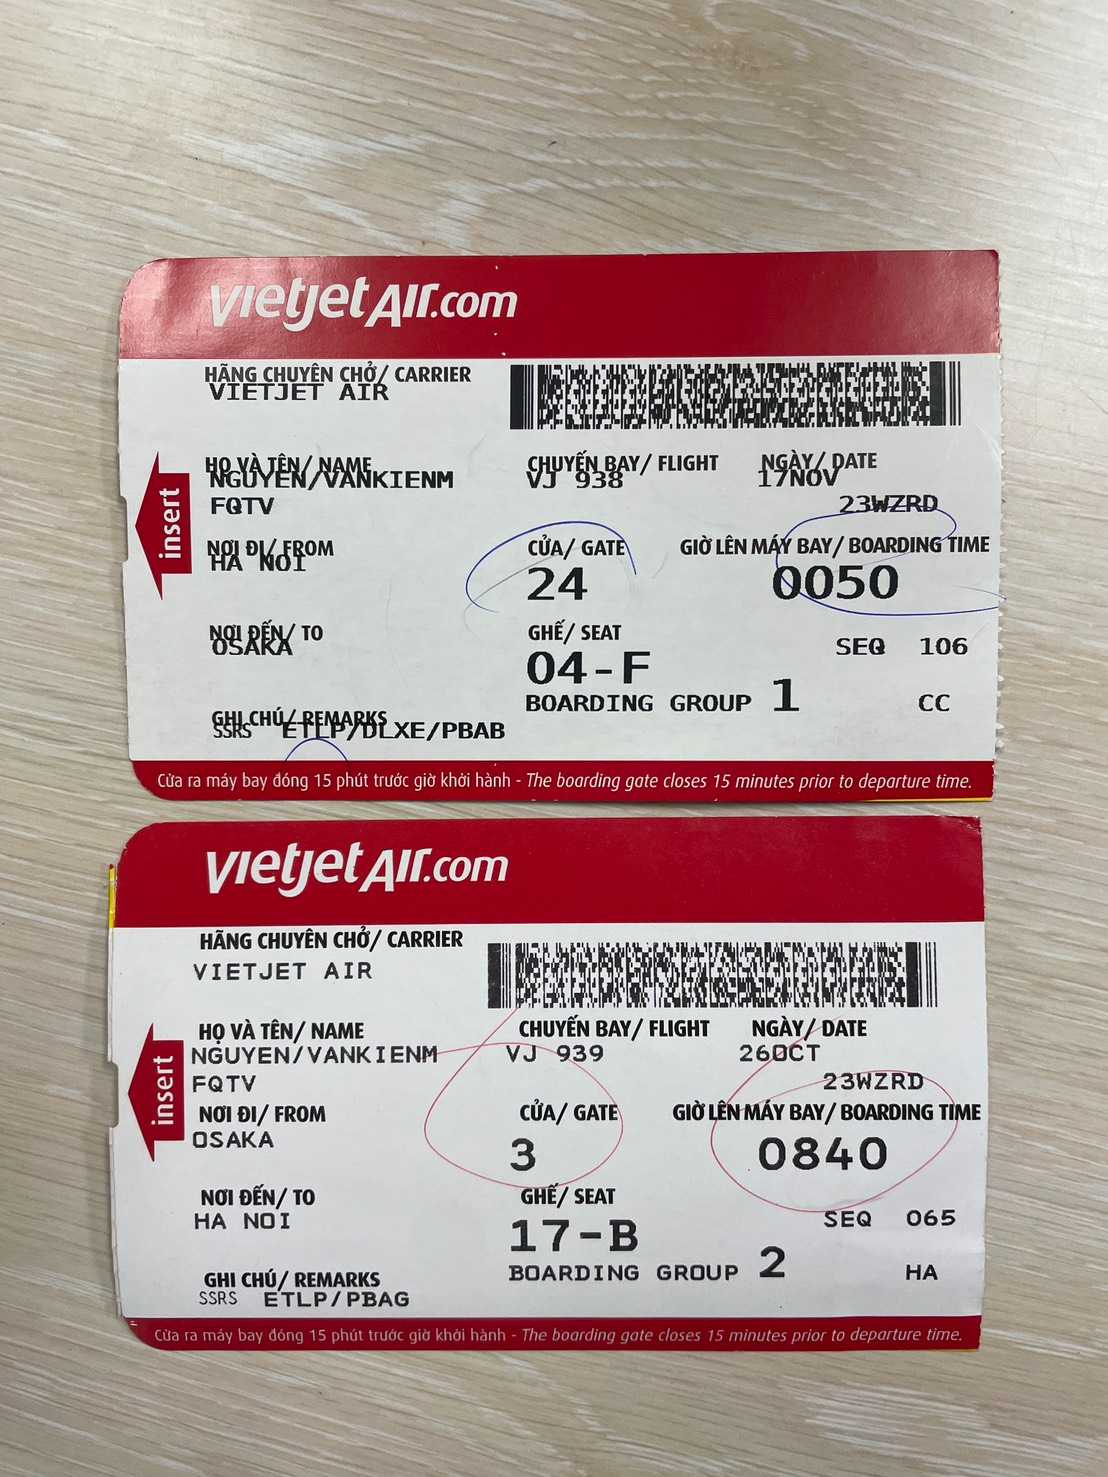 vietjetAir.com
HÃNG CHUYÊN CHỞ/ CARRIER
VIETJET AIR
HỌ VÀ TÊN/ NAME
NGUYEN/VANKIENM
CHUYẾN BAY/ FLIGHT
VJ 938
NGÀY/ DATE
17NOV
FQTV
23WZRD
NƠI ĐI/ FROM
HA NOI
CỬA/ GATE
24
GIỜ LÊN MÁY BAY/ BOARDING TIME
0050
insert
NƠI ĐẾN/ TO
OSAKA
GHẾ/ SEAT
04-F
SEQ 106
BOARDING GROUP 1
CC
GHI CHÚ/ REMARKS
SSRS ETLP/DLXE/PBAB
Cửa ra máy bay đóng 15 phút trước giờ khởi hành - The boarding gate closes 15 minutes prior to departure time.
vietjetAir.com
HÃNG CHUYÊN CHỞ/ CARRIER
VIETJET AIR
HỌ VÀ TÊN/ NAME
NGUYEN/VANKIENM
CHUYẾN BAY/ FLIGHT
VJ 939
NGÀY/ DATE
26OCT
FQTV
23WZRD
NƠI ĐI/ FROM
OSAKA
CỬA/ GATE
3
GIỜ LÊN MÁY BAY/ BOARDING TIME
0840
insert
NƠI ĐẾN/ TO
HA NOI
GHẾ/ SEAT
17-B
SEQ 065
BOARDING GROUP 2
HA
GHI CHÚ/ REMARKS
SSRS ETLP/PBAG
Cửa ra máy bay đóng 15 phút trước giờ khởi hành - The boarding gate closes 15 minutes prior to departure time.